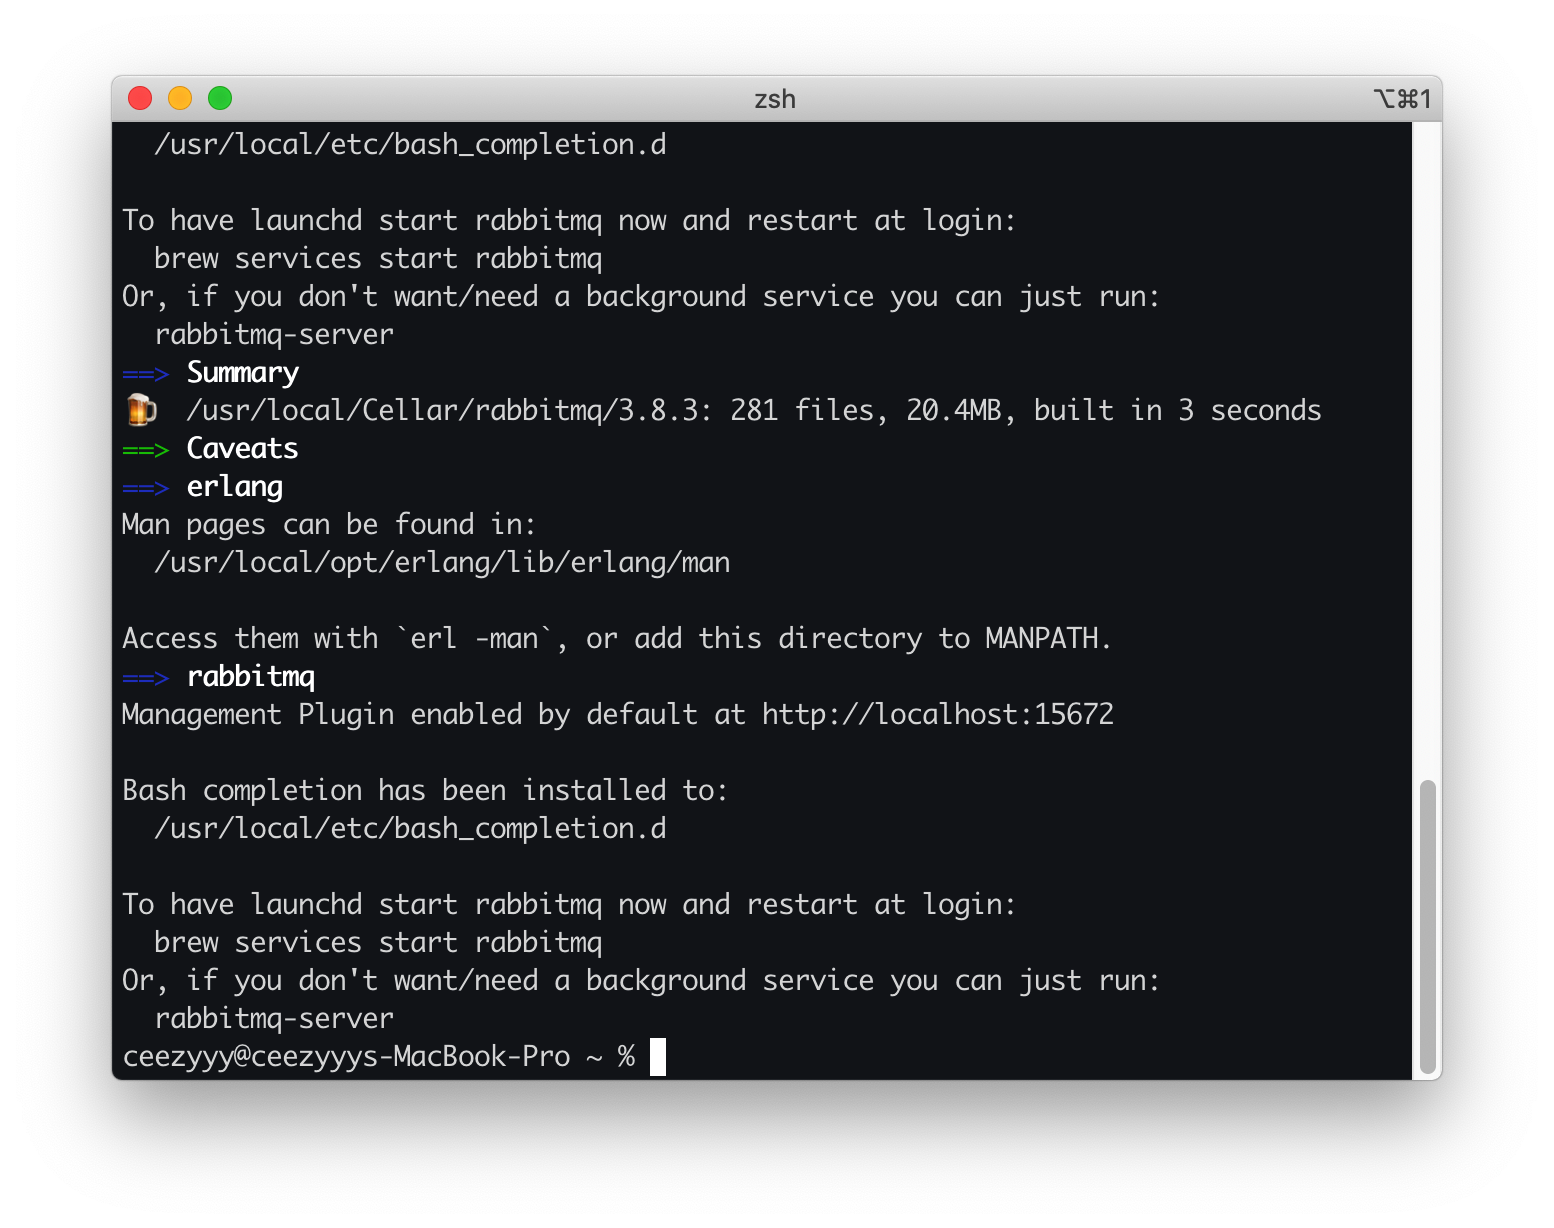 zsh
⌥⌘1
/usr/local/etc/bash_completion.d
To have launchd start rabbitmq now and restart at login:
brew services start rabbitmq
Or, if you don't want/need a background service you can just run:
rabbitmq-server
==> Summary
🍺 /usr/local/Cellar/rabbitmq/3.8.3: 281 files, 20.4MB, built in 3 seconds
==> Caveats
==> erlang
Man pages can be found in:
/usr/local/opt/erlang/lib/erlang/man
Access them with `erl -man`, or add this directory to MANPATH.
==> rabbitmq
Management Plugin enabled by default at http://localhost:15672
Bash completion has been installed to:
/usr/local/etc/bash_completion.d
To have launchd start rabbitmq now and restart at login:
brew services start rabbitmq
Or, if you don't want/need a background service you can just run:
rabbitmq-server
ceezyyy@ceezyyys-MacBook-Pro ~ %